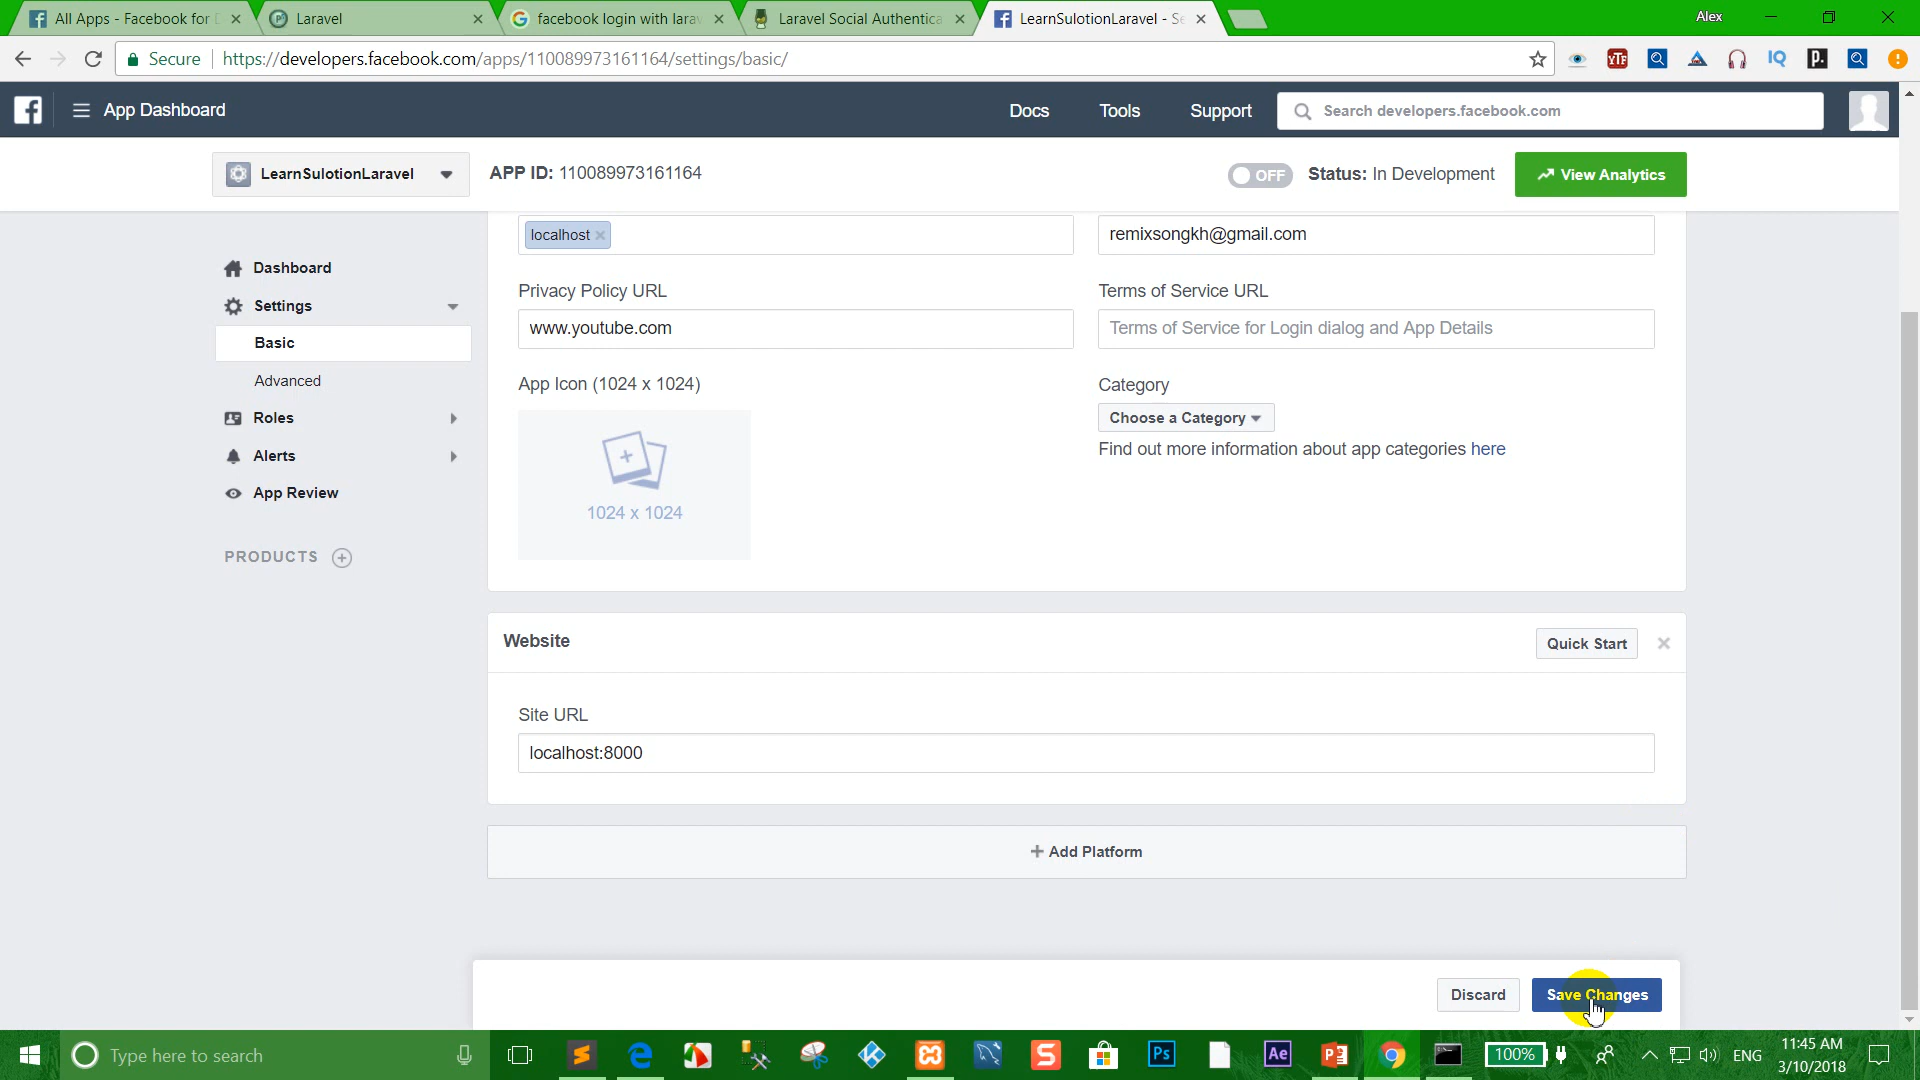 All Apps - Facebook for D
Laravel
facebook login with larav
Laravel Social Authentica
LearnSulotionLaravel - Se
Alex
Secure
https://developers.facebook.com/apps/110089973161164/settings/basic/
YTF
IQ
p.
App Dashboard
Docs
Tools
Support
Search developers.facebook.com
LearnSulotionLaravel
APP ID: 110089973161164
OFF
Status: In Development
View Analytics
localhost
remixsongkh@gmail.com
Dashboard
Settings
Basic
Advanced
Roles
Alerts
App Review
PRODUCTS
Privacy Policy URL
Terms of Service URL
www.youtube.com
Terms of Service for Login dialog and App Details
App Icon (1024 x 1024)
Category
Choose a Category
Find out more information about app categories here
1024 x 1024
Website
Quick Start
Site URL
localhost:8000
+ Add Platform
Discard
Save Changes
Type here to search
Ps
Ae
100%
ENG
11:45 AM
3/10/2018